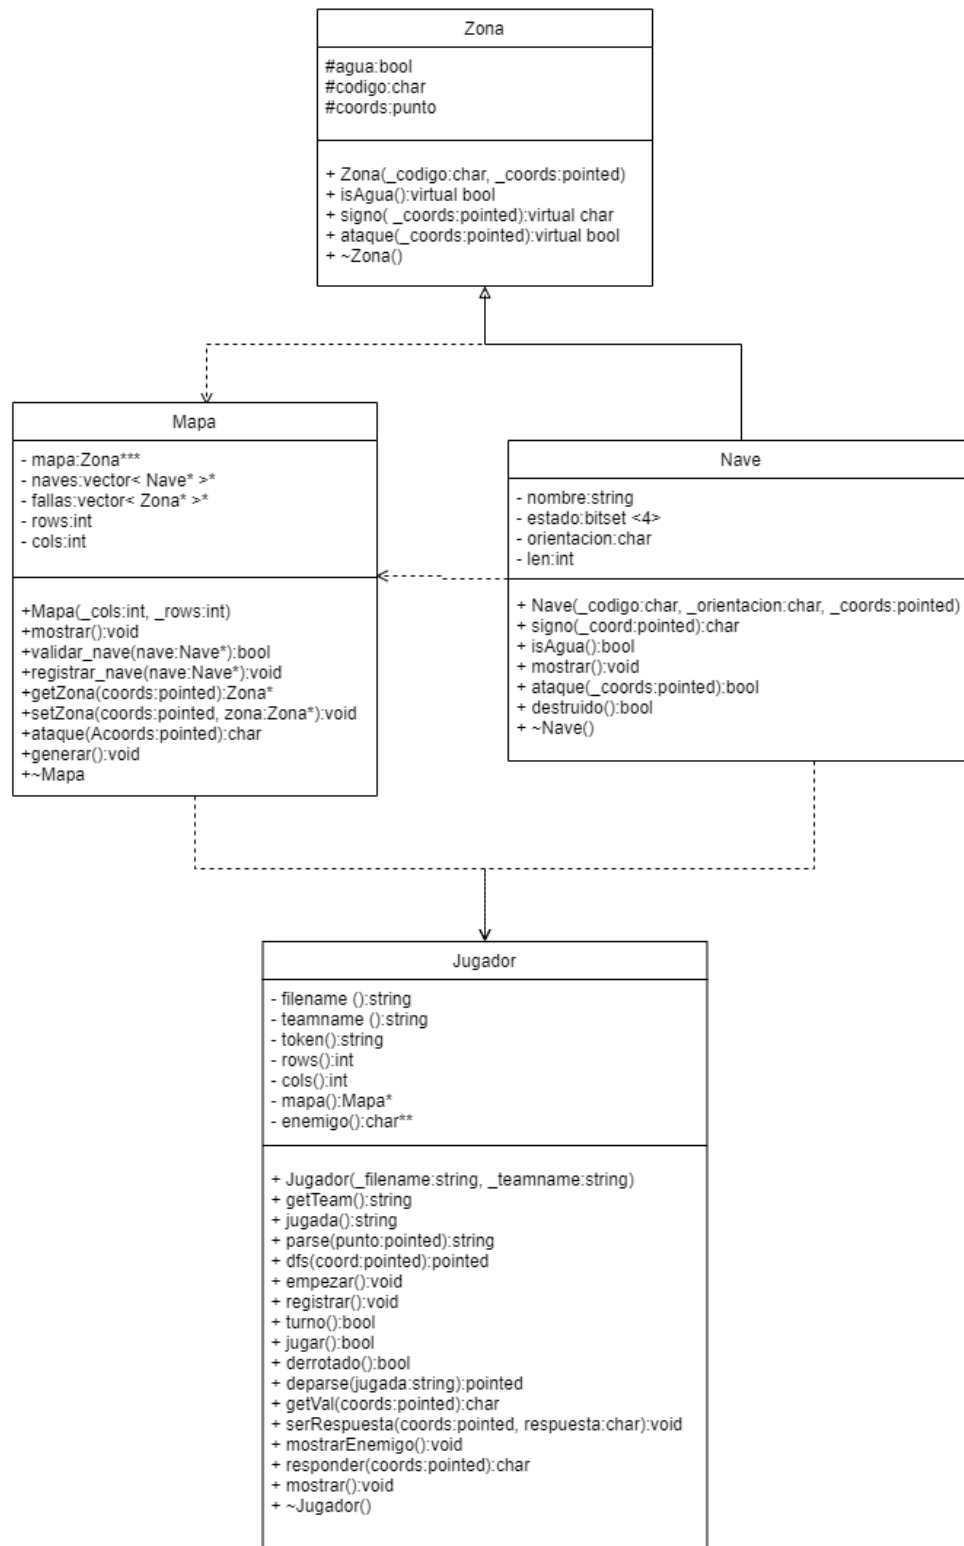 Zona
#agua:bool
#codigo:char
#coords:punto
+ Zona(_codigo:char, _coords:pointed)
+ isAgua():virtual bool
+ signo( _coords:pointed):virtual char
+ ataque(_coords:pointed):virtual bool
+ ~Zona()
Mapa
- mapa:Zona***
- naves:vector< Nave* >*
- fallas:vector< Zona* >*
- rows:int
- cols:int
+Mapa(_cols:int, _rows:int)
+mostrar():void
+validar_nave(nave:Nave*):bool
+registrar_nave(nave:Nave*):void
+getZona(coords:pointed):Zona*
+setZona(coords:pointed, zona:Zona*):void
+ataque(Acoords:pointed):char
+generar():void
+~Mapa
Nave
- nombre:string
- estado:bitset <4>
- orientacion:char
- len:int
+ Nave(_codigo:char, _orientacion:char, _coords:pointed)
+ signo(_coord:pointed):char
+ isAgua():bool
+ mostrar():void
+ ataque(_coords:pointed):bool
+ destruido():bool
+ ~Nave()
Jugador
- filename ():string
- teamname ():string
- token():string
- rows():int
- cols():int
- mapa():Mapa*
- enemigo():char**
+ Jugador(_filename:string, _teamname:string)
+ getTeam():string
+ jugada():string
+ parse(punto:pointed):string
+ dfs(coord:pointed):pointed
+ empezar():void
+ registrar():void
+ turno():bool
+ jugar():bool
+ derrotado():bool
+ deparse(jugada:string):pointed
+ getVal(coords:pointed):char
+ serRespuesta(coords:pointed, respuesta:char):void
+ mostrarEnemigo():void
+ responder(coords:pointed):char
+ mostrar():void
+ ~Jugador()